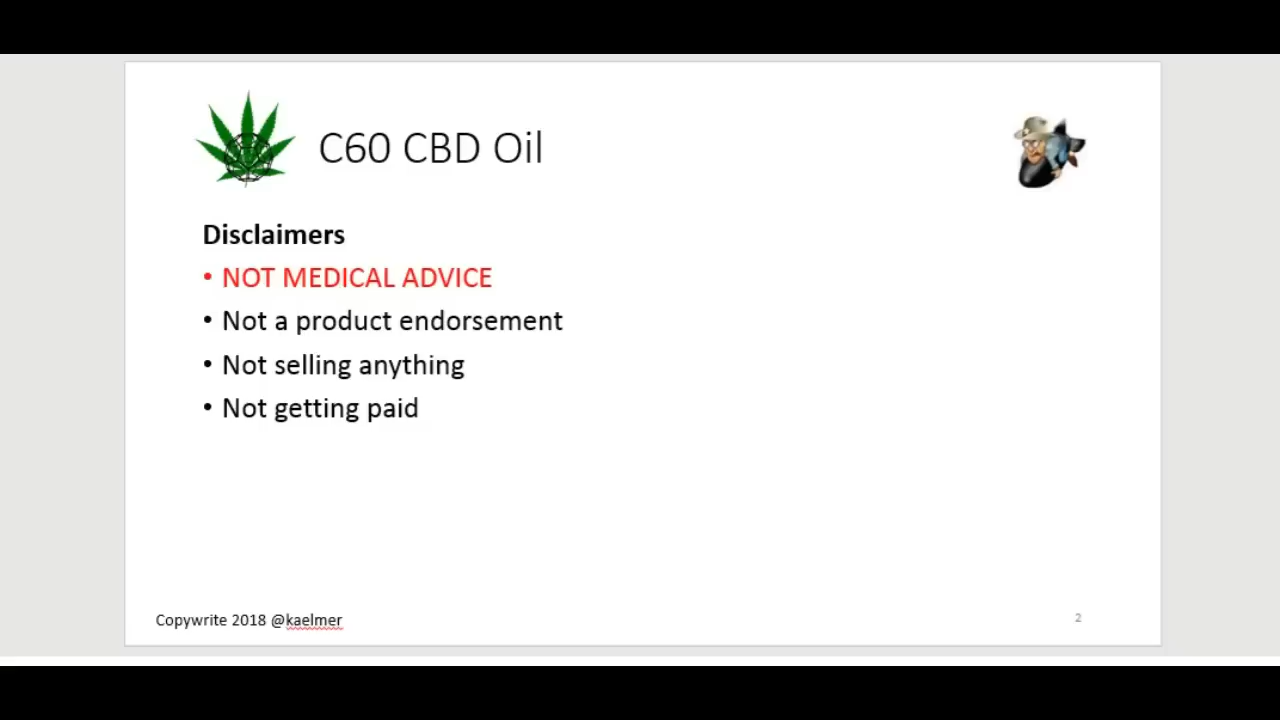 C60 CBD Oil
Disclaimers
• NOT MEDICAL ADVICE
• Not a product endorsement
• Not selling anything
• Not getting paid
Copywrite 2018 @kaelmer
2